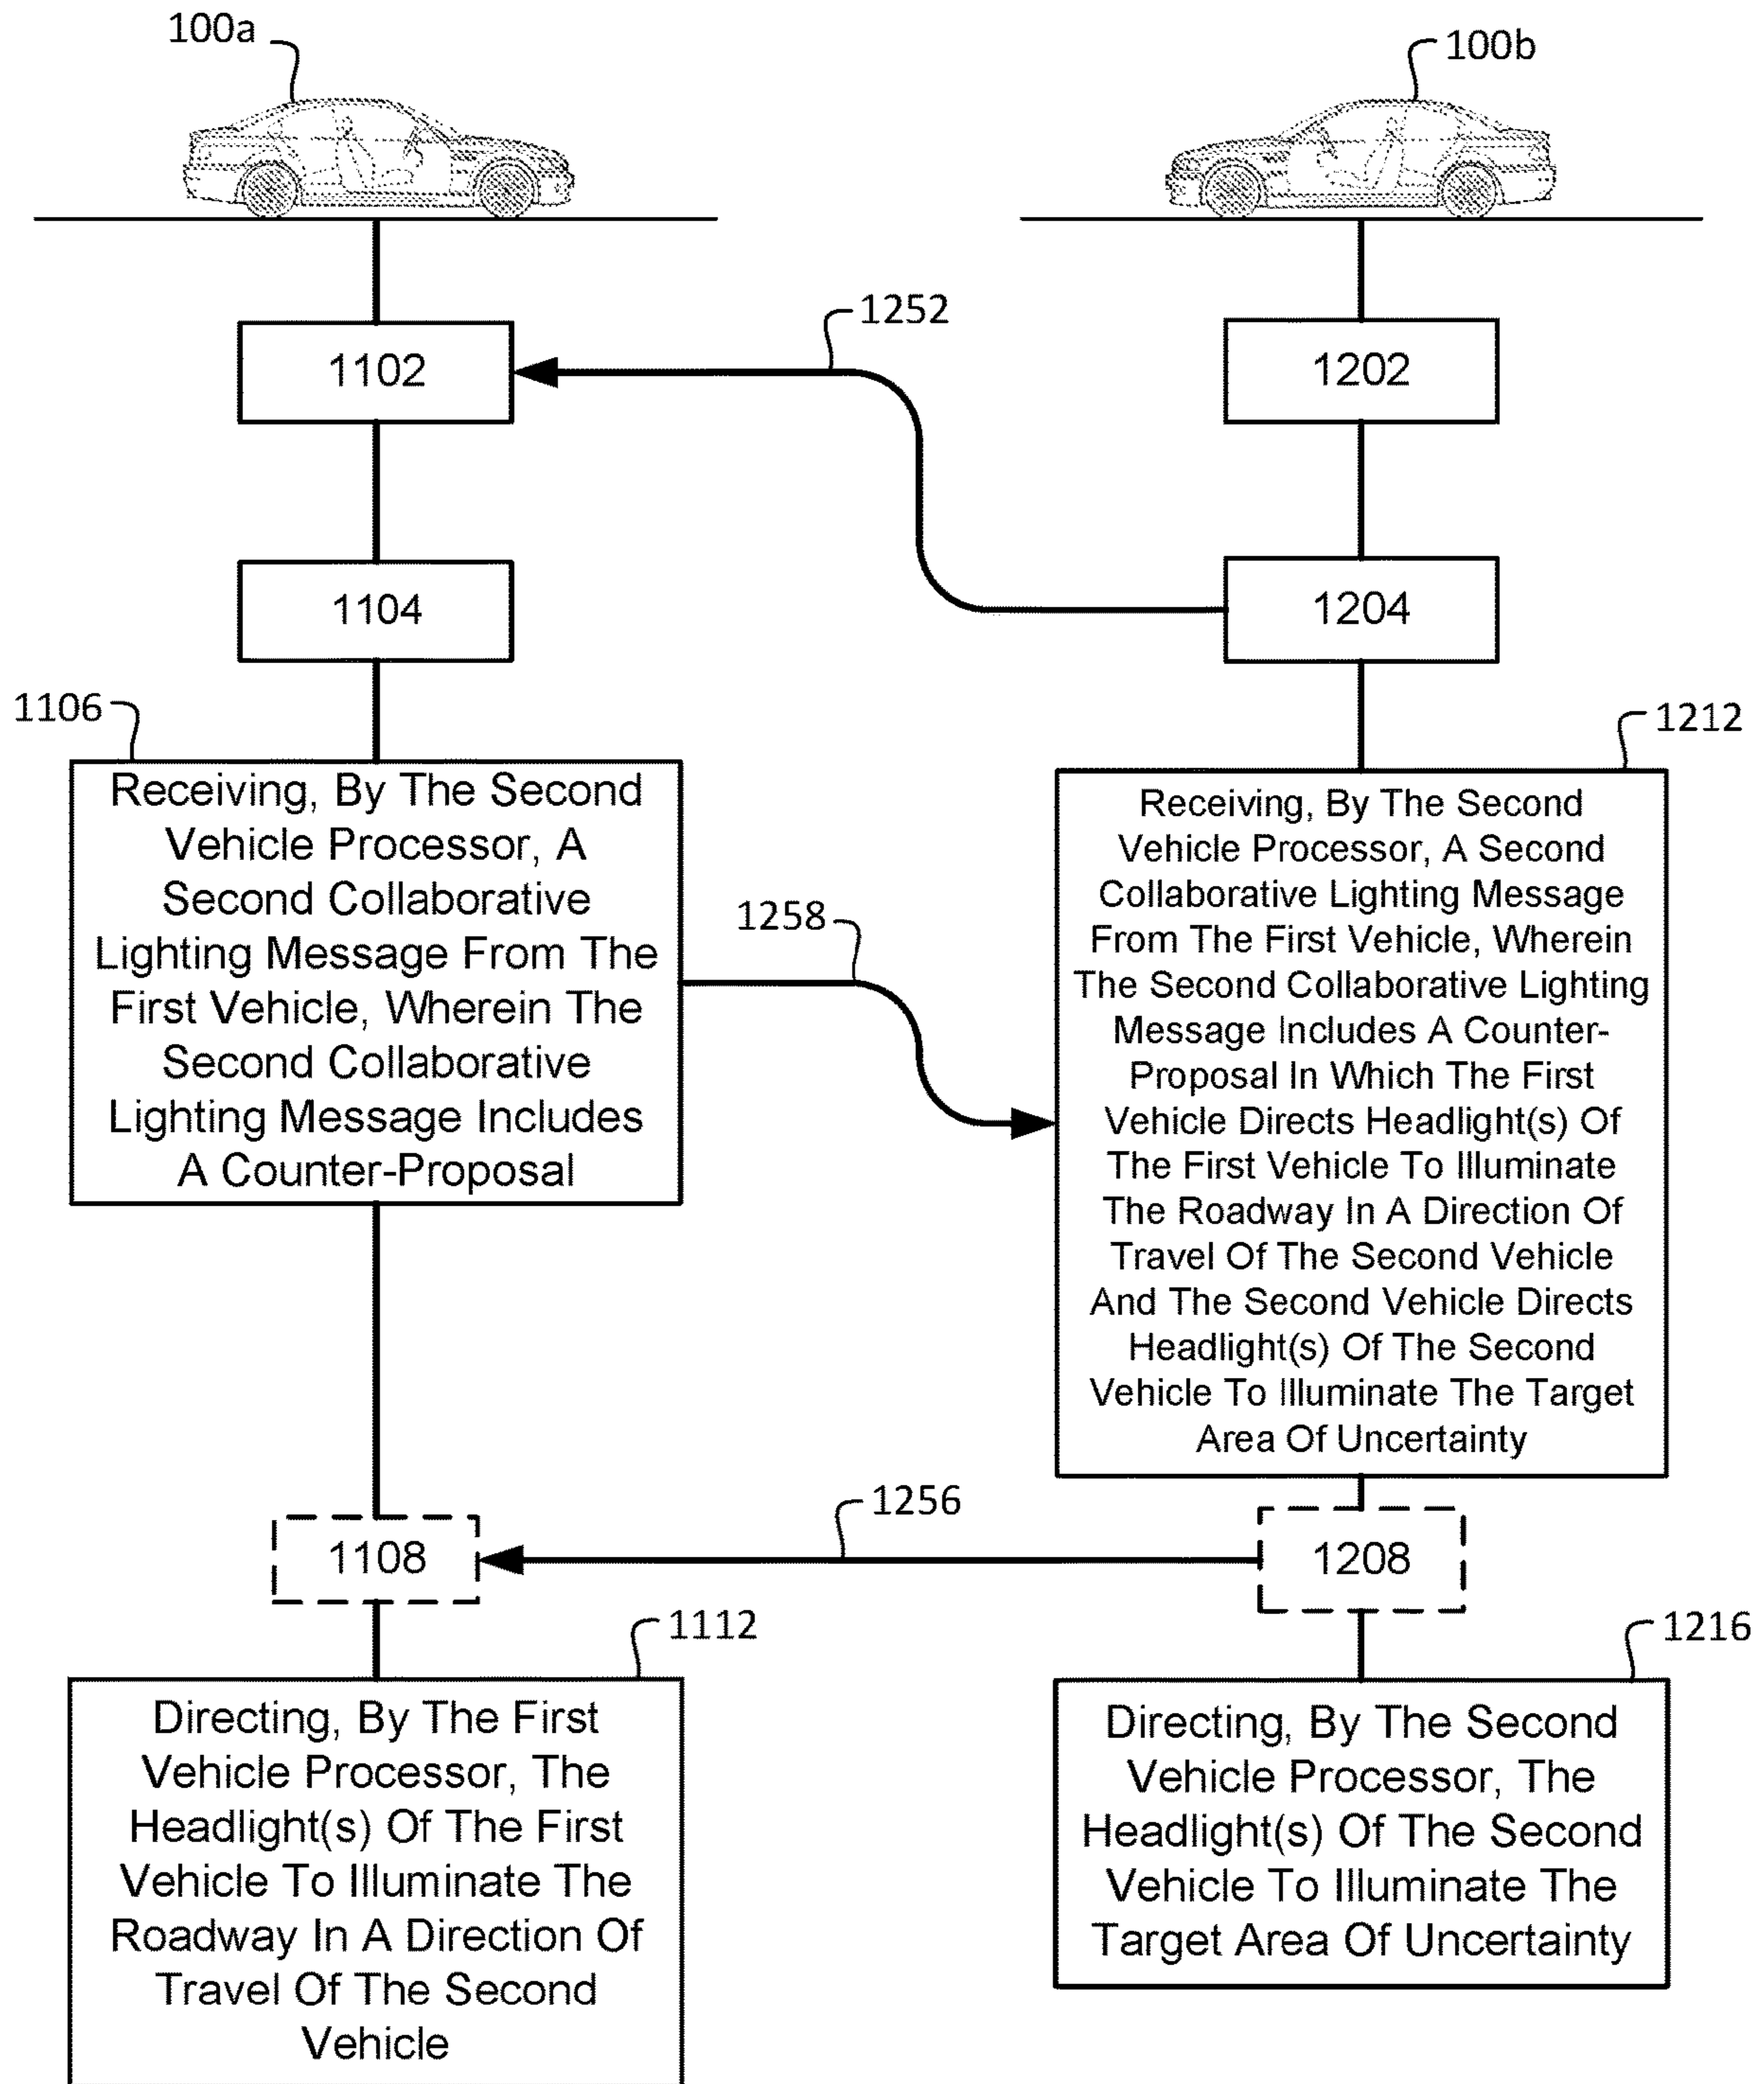 100a
100b
1252
1102
1202
1104
1204
1106
1212
Receiving, By The Second
Vehicle Processor, A
Second Collaborative
Lighting Message From The
First Vehicle, Wherein The
Second Collaborative
Lighting Message Includes
A Counter-Proposal
1258
Receiving, By The Second
Vehicle Processor, A Second
Collaborative Lighting Message
From The First Vehicle, Wherein
The Second Collaborative Lighting
Message Includes A Counter-
Proposal In Which The First
Vehicle Directs Headlight(s) Of
The First Vehicle To Illuminate
The Roadway In A Direction Of
Travel Of The Second Vehicle
And The Second Vehicle Directs
Headlight(s) Of The Second
Vehicle To Illuminate The Target
Area Of Uncertainty
1256
1108
1208
1112
1216
Directing, By The First
Vehicle Processor, The
Headlight(s) Of The First
Vehicle To Illuminate The
Roadway In A Direction Of
Travel Of The Second
Vehicle
Directing, By The Second
Vehicle Processor, The
Headlight(s) Of The Second
Vehicle To Illuminate The
Target Area Of Uncertainty